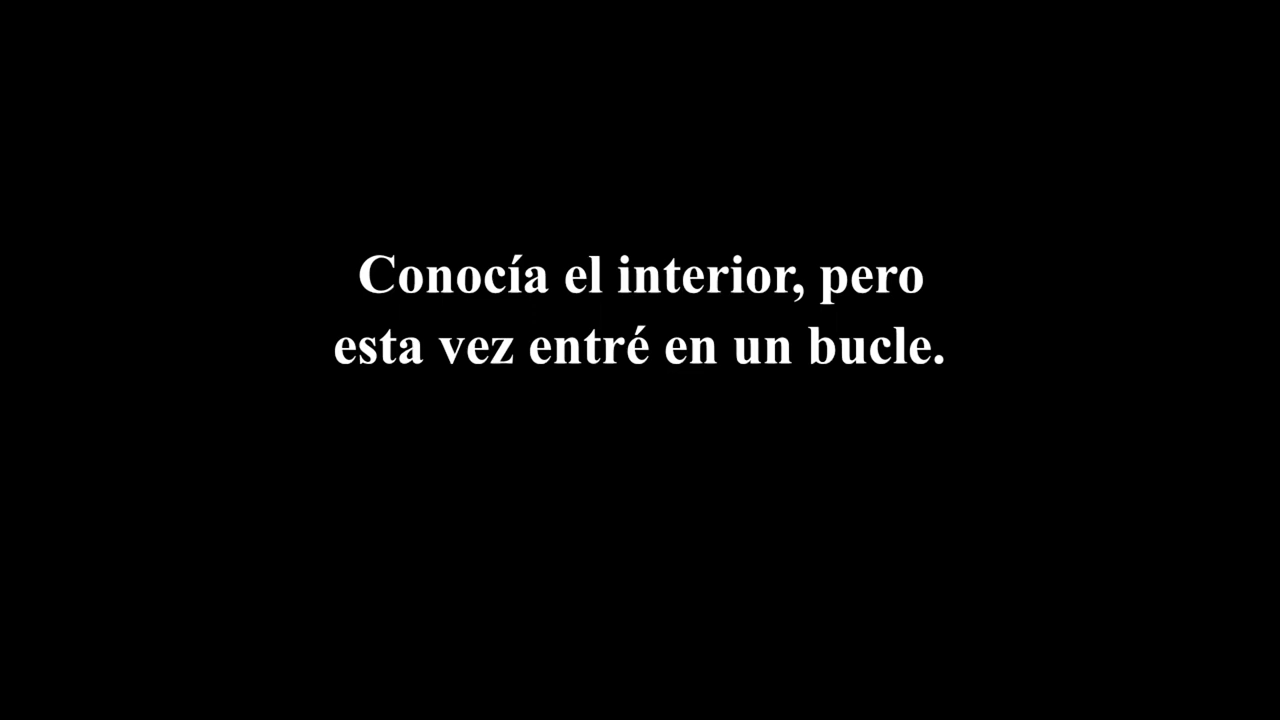 Conocía el interior, pero
esta vez entré en un bucle.